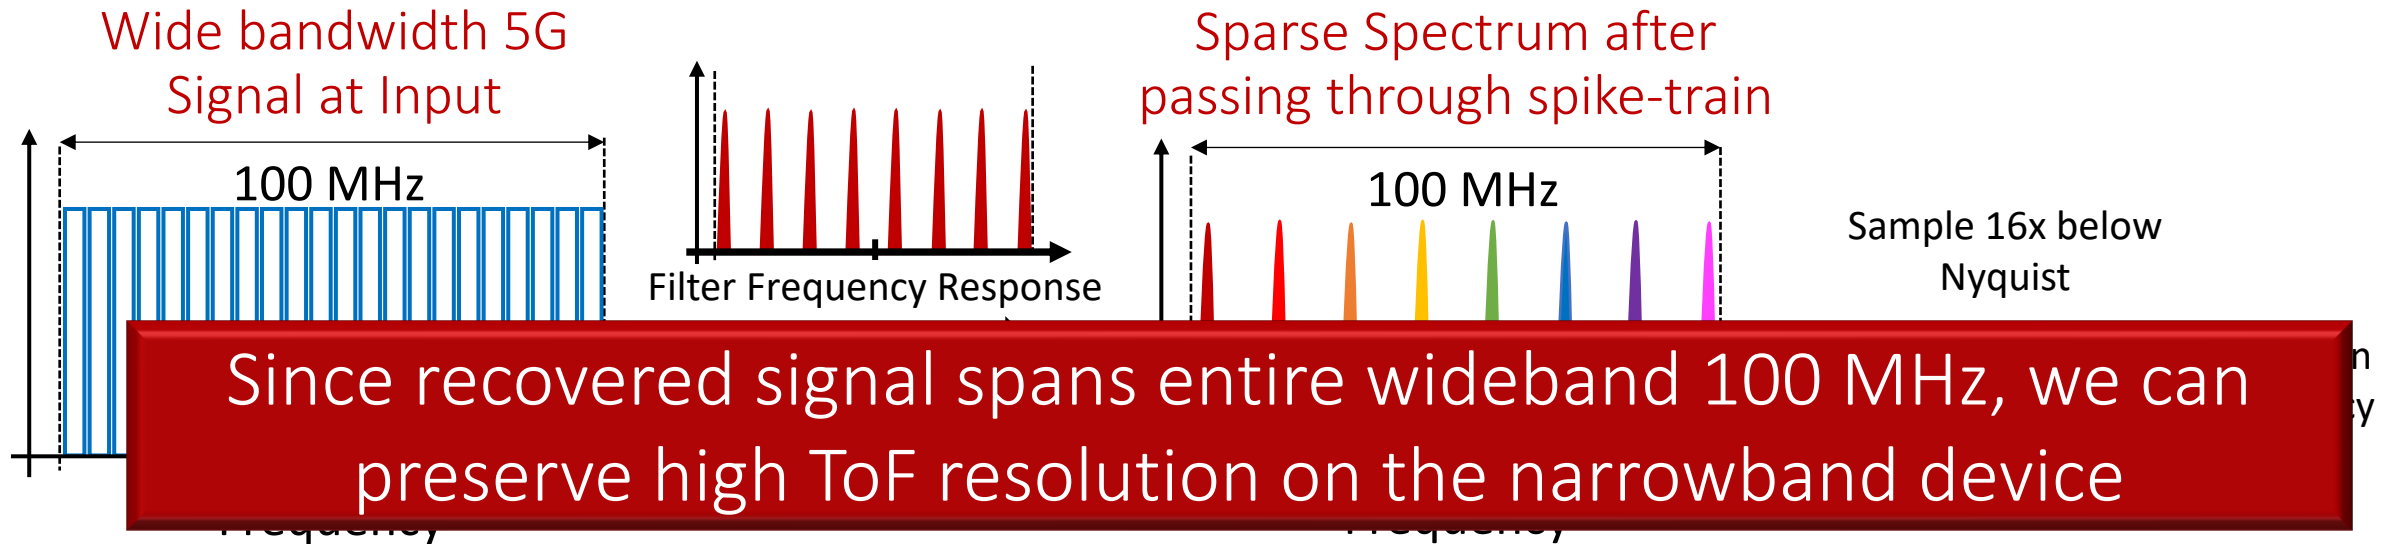 Wide bandwidth 5G
Signal at Input
100 MHz
Filter Frequency Response
Sparse Spectrum after
passing through spike-train
100 MHz
Sample 16x below
Nyquist
Since recovered signal spans entire wideband 100 MHz, we can
preserve high ToF resolution on the narrowband device
Frequency
Frequency